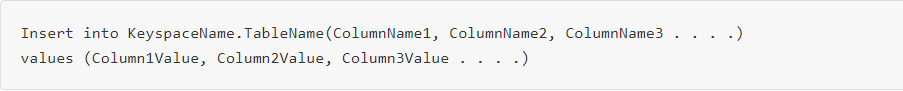 Insert into KeyspaceName.TableName(ColumnName1, ColumnName2, ColumnName3 . . . .)
values (Column1Value, Column2Value, Column3Value . . . .)